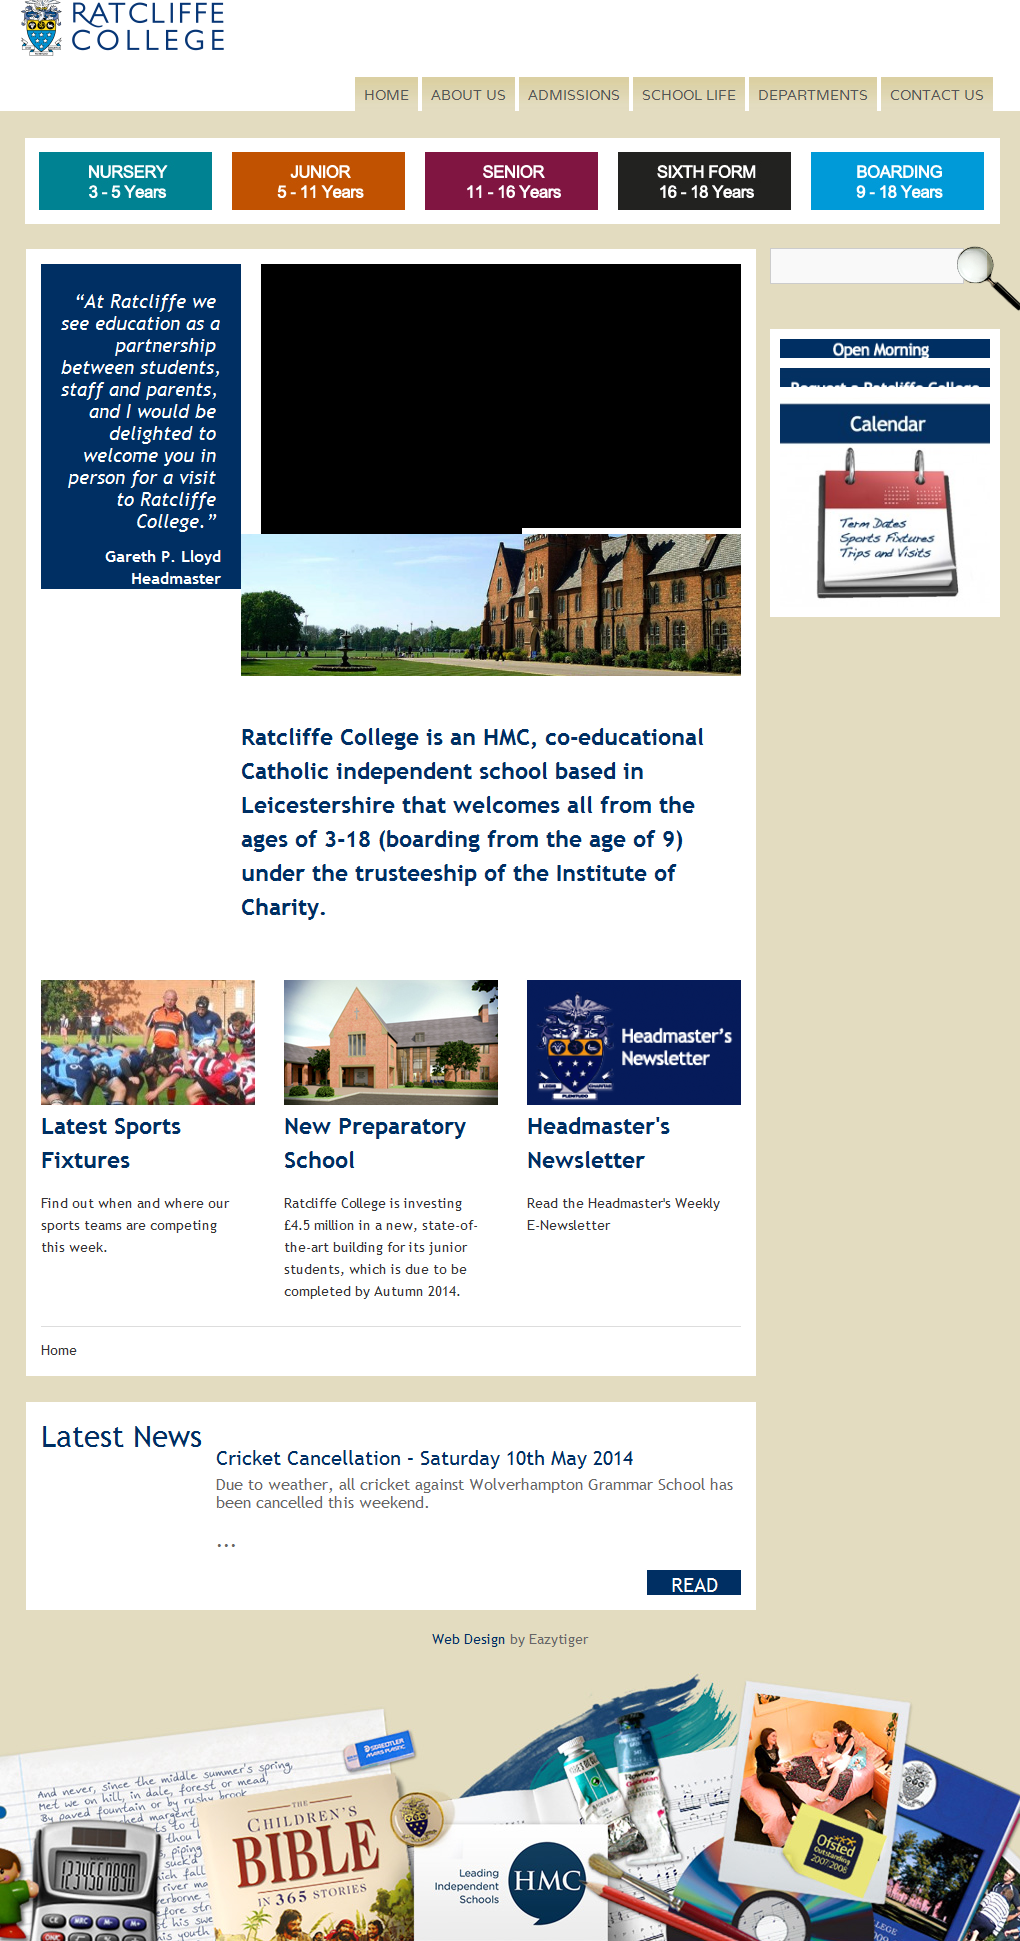 RATCLIFFE
COLLEGE
HOME
ABOUT US
ADMISSIONS
SCHOOL LIFE
DEPARTMENTS
CONTACT US
NURSERY
3 - 5 Years
JUNIOR
5 - 11 Years
SENIOR
11 - 16 Years
SIXTH FORM
16 - 18 Years
BOARDING
9 - 18 Years
“At Ratcliffe we
see education as a
partnership
between students,
staff and parents,
and I would be
delighted to
welcome you in
person for a visit
to Ratcliffe
College.”
Gareth P. Lloyd
Headmaster
Open Morning
Request a Ratcliffe College
Calendar
Term Dates
Sports Fixtures
Trips and Visits
Ratcliffe College is an HMC, co-educational
Catholic independent school based in
Leicestershire that welcomes all from the
ages of 3-18 (boarding from the age of 9)
under the trusteeship of the Institute of
Charity.
Headmaster's
Newsletter
Latest Sports
Fixtures
Find out when and where our
sports teams are competing
this week.
New Preparatory
School
Ratcliffe College is investing
£4.5 million in a new, state-of-
the-art building for its junior
students, which is due to be
completed by Autumn 2014.
Headmaster's
Newsletter
Read the Headmaster's Weekly
E-Newsletter
Home
Latest News
Cricket Cancellation - Saturday 10th May 2014
Due to weather, all cricket against Wolverhampton Grammar School has
been cancelled this weekend.
...
READ
Web Design by Eazytiger
STAEDTLER
And never, since the middle summer's spring,
Met we on hill, in dale, forest or mead,
By paved fountain or by rushy brook
THE
CHILDREN'S
BIBLE
IN 365 STORIES
1234567890
CE
MRC
M-
M+
Leading
Independent
Schools
HMC
Georgian
Ofsted
Outstanding
2007/2008